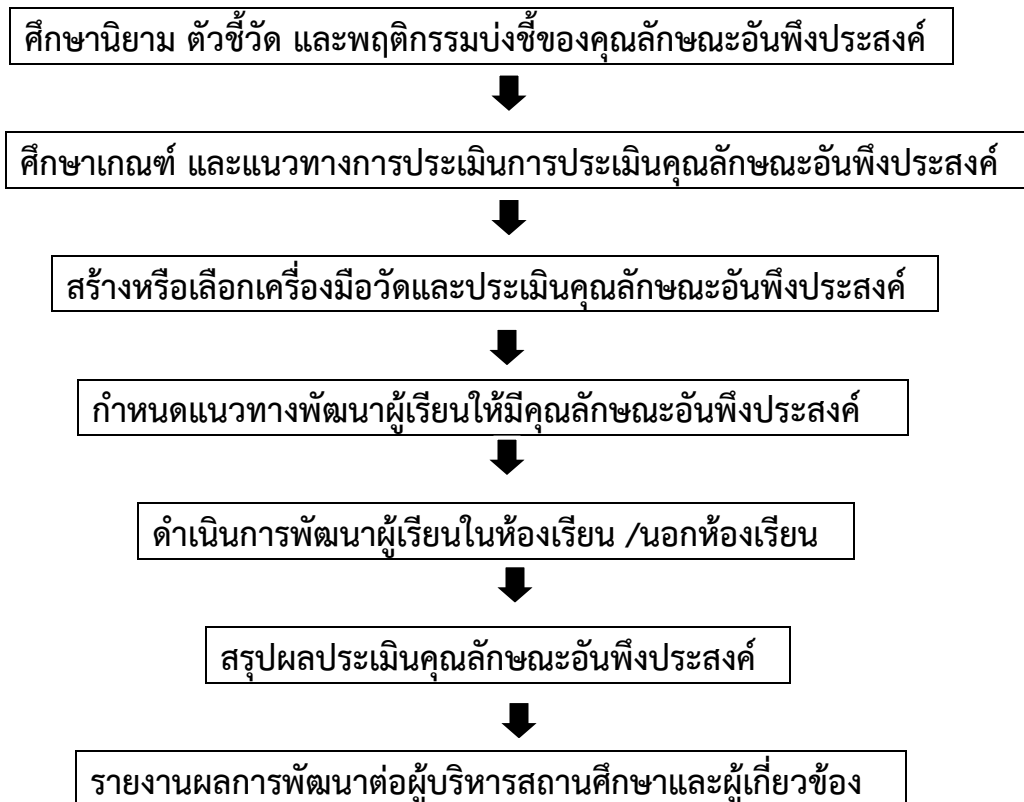 ศึกษานิยาม ตัวชี้วัด และพฤติกรรมบ่งชี้ของคุณลักษณะอันพึงประสงค์
ศึกษาเกณฑ์ และแนวทางการประเมินการประเมินคุณลักษณะอันพึงประสงค์
สร้างหรือเลือกเครื่องมือวัดและประเมินคุณลักษณะอันพึงประสงค์
กำหนดแนวทางพัฒนาผู้เรียนให้มีคุณลักษณะอันพึงประสงค์
ดำเนินการพัฒนาผู้เรียนในห้องเรียน /นอกห้องเรียน
สรุปผลประเมินคุณลักษณะอันพึงประสงค์
รายงานผลการพัฒนาต่อผู้บริหารสถานศึกษาและผู้เกี่ยวข้อง